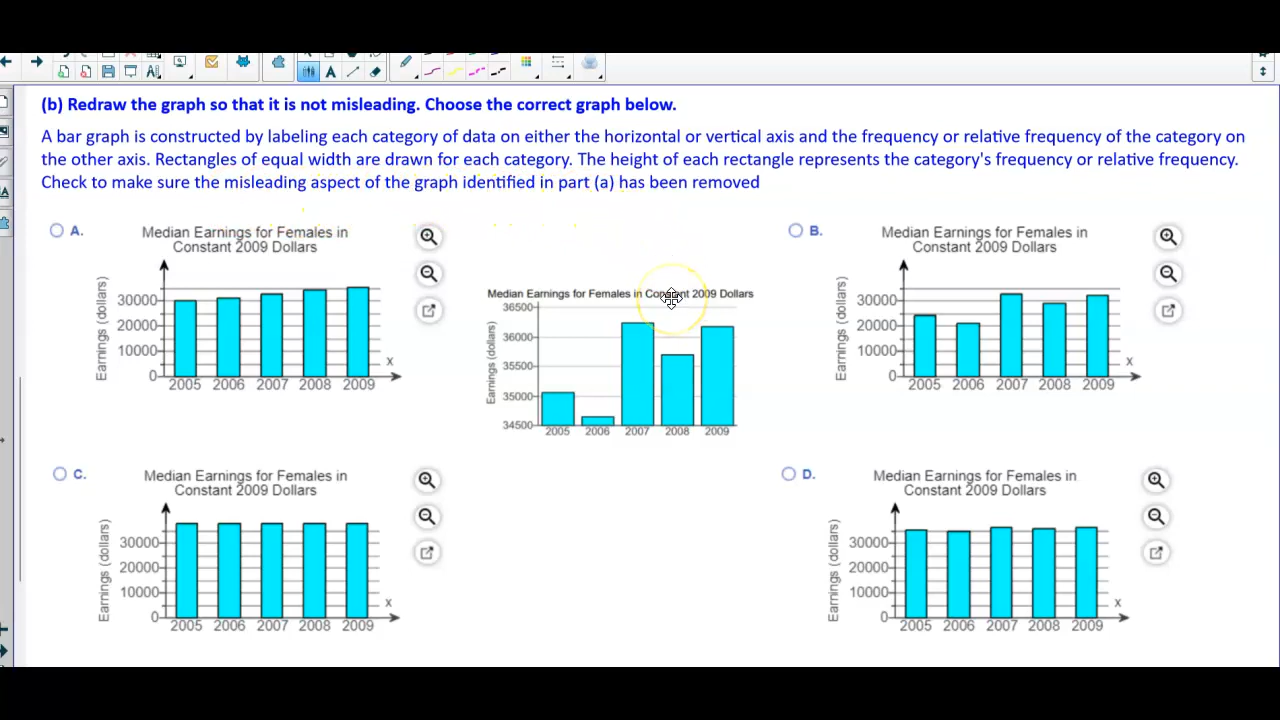 (b) Redraw the graph so that it is not misleading. Choose the correct graph below.
A bar graph is constructed by labeling each category of data on either the horizontal or vertical axis and the frequency or relative frequency of the category on
the other axis. Rectangles of equal width are drawn for each category. The height of each rectangle represents the category's frequency or relative frequency.
Check to make sure the misleading aspect of the graph identified in part (a) has been removed
A.
Median Earnings for Females in
Constant 2009 Dollars
Earnings (dollars)
30000
20000
10000
0
x
2005 2006 2007 2008 2009
Median Earnings for Females in Constant 2009 Dollars
Earnings (dollars)
36500
36000
35500
35000
34500
2005 2006 2007 2008 2009
B.
Median Earnings for Females in
Constant 2009 Dollars
Earnings (dollars)
30000
20000
10000
0
x
2005 2006 2007 2008 2009
C.
Median Earnings for Females in
Constant 2009 Dollars
Earnings (dollars)
30000
20000
10000
0
x
2005 2006 2007 2008 2009
D.
Median Earnings for Females in
Constant 2009 Dollars
Earnings (dollars)
30000
20000
10000
0
x
2005 2006 2007 2008 2009